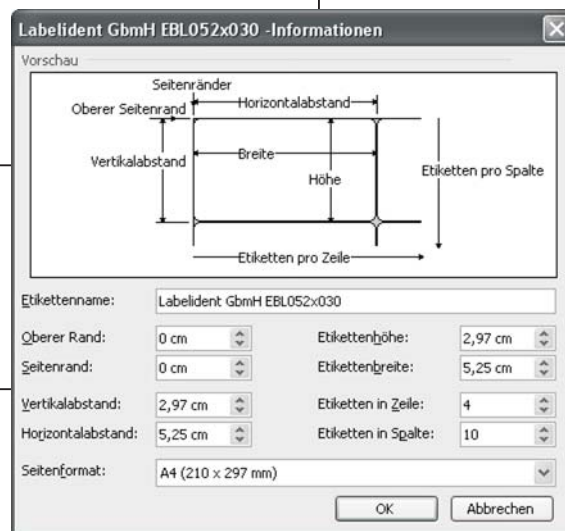 Labelident GbmH EBL052x030 -Informationen
Vorschau
Seitenränder
Oberer Seitenrand
Horizontalabstand
Vertikalabstand
Breite
Höhe
Etiketten pro Spalte
Etiketten pro Zeile
Etikettenname: Labelident GbmH EBL052x030
Oberer Rand: 0 cm Etikettenhöhe: 2,97 cm
Seitenrand: 0 cm Etikettenbreite: 5,25 cm
Vertikalabstand: 2,97 cm Etiketten in Zeile: 4
Horizontalabstand: 5,25 cm Etiketten in Spalte: 10
Seitenformat: A4 (210 x 297 mm)
OK Abbrechen